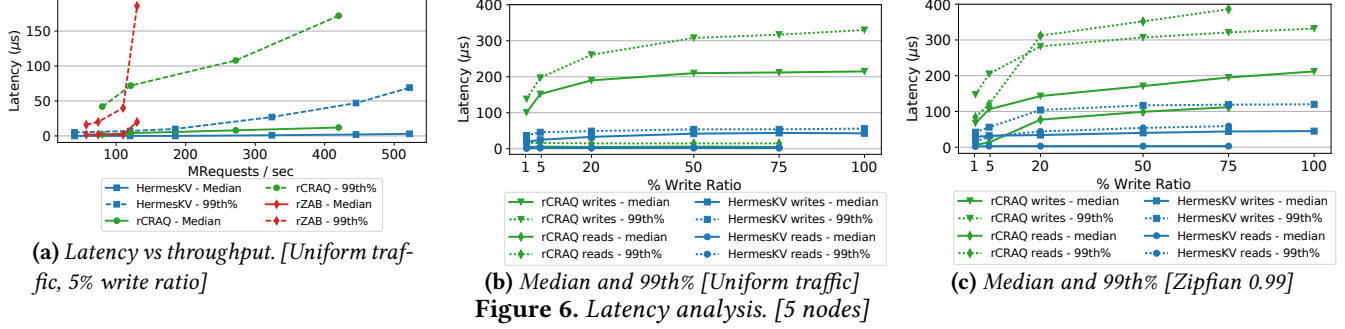 150
100
50
0
Latency (μs)
100 200 300 400 500
MRequests / sec
HermesKV - Median
HermesKV - 99th%
rCRAQ - Median
rCRAQ - 99th%
rZAB - Median
rZAB - 99th%
(a) Latency vs throughput. [Uniform traf-
fic, 5% write ratio]
400
300
200
100
0
Latency (μs)
1 5 20 50 75 100
% Write Ratio
rCRAQ writes - median
rCRAQ writes - 99th%
rCRAQ reads - median
rCRAQ reads - 99th%
HermesKV writes - median
HermesKV writes - 99th%
HermesKV reads - median
HermesKV reads - 99th%
(b) Median and 99th% [Uniform traffic]
400
300
200
100
0
Latency (μs)
1 5 20 50 75 100
% Write Ratio
rCRAQ writes - median
rCRAQ writes - 99th%
rCRAQ reads - median
rCRAQ reads - 99th%
HermesKV writes - median
HermesKV writes - 99th%
HermesKV reads - median
HermesKV reads - 99th%
(c) Median and 99th% [Zipfian 0.99]
Figure 6. Latency analysis. [5 nodes]